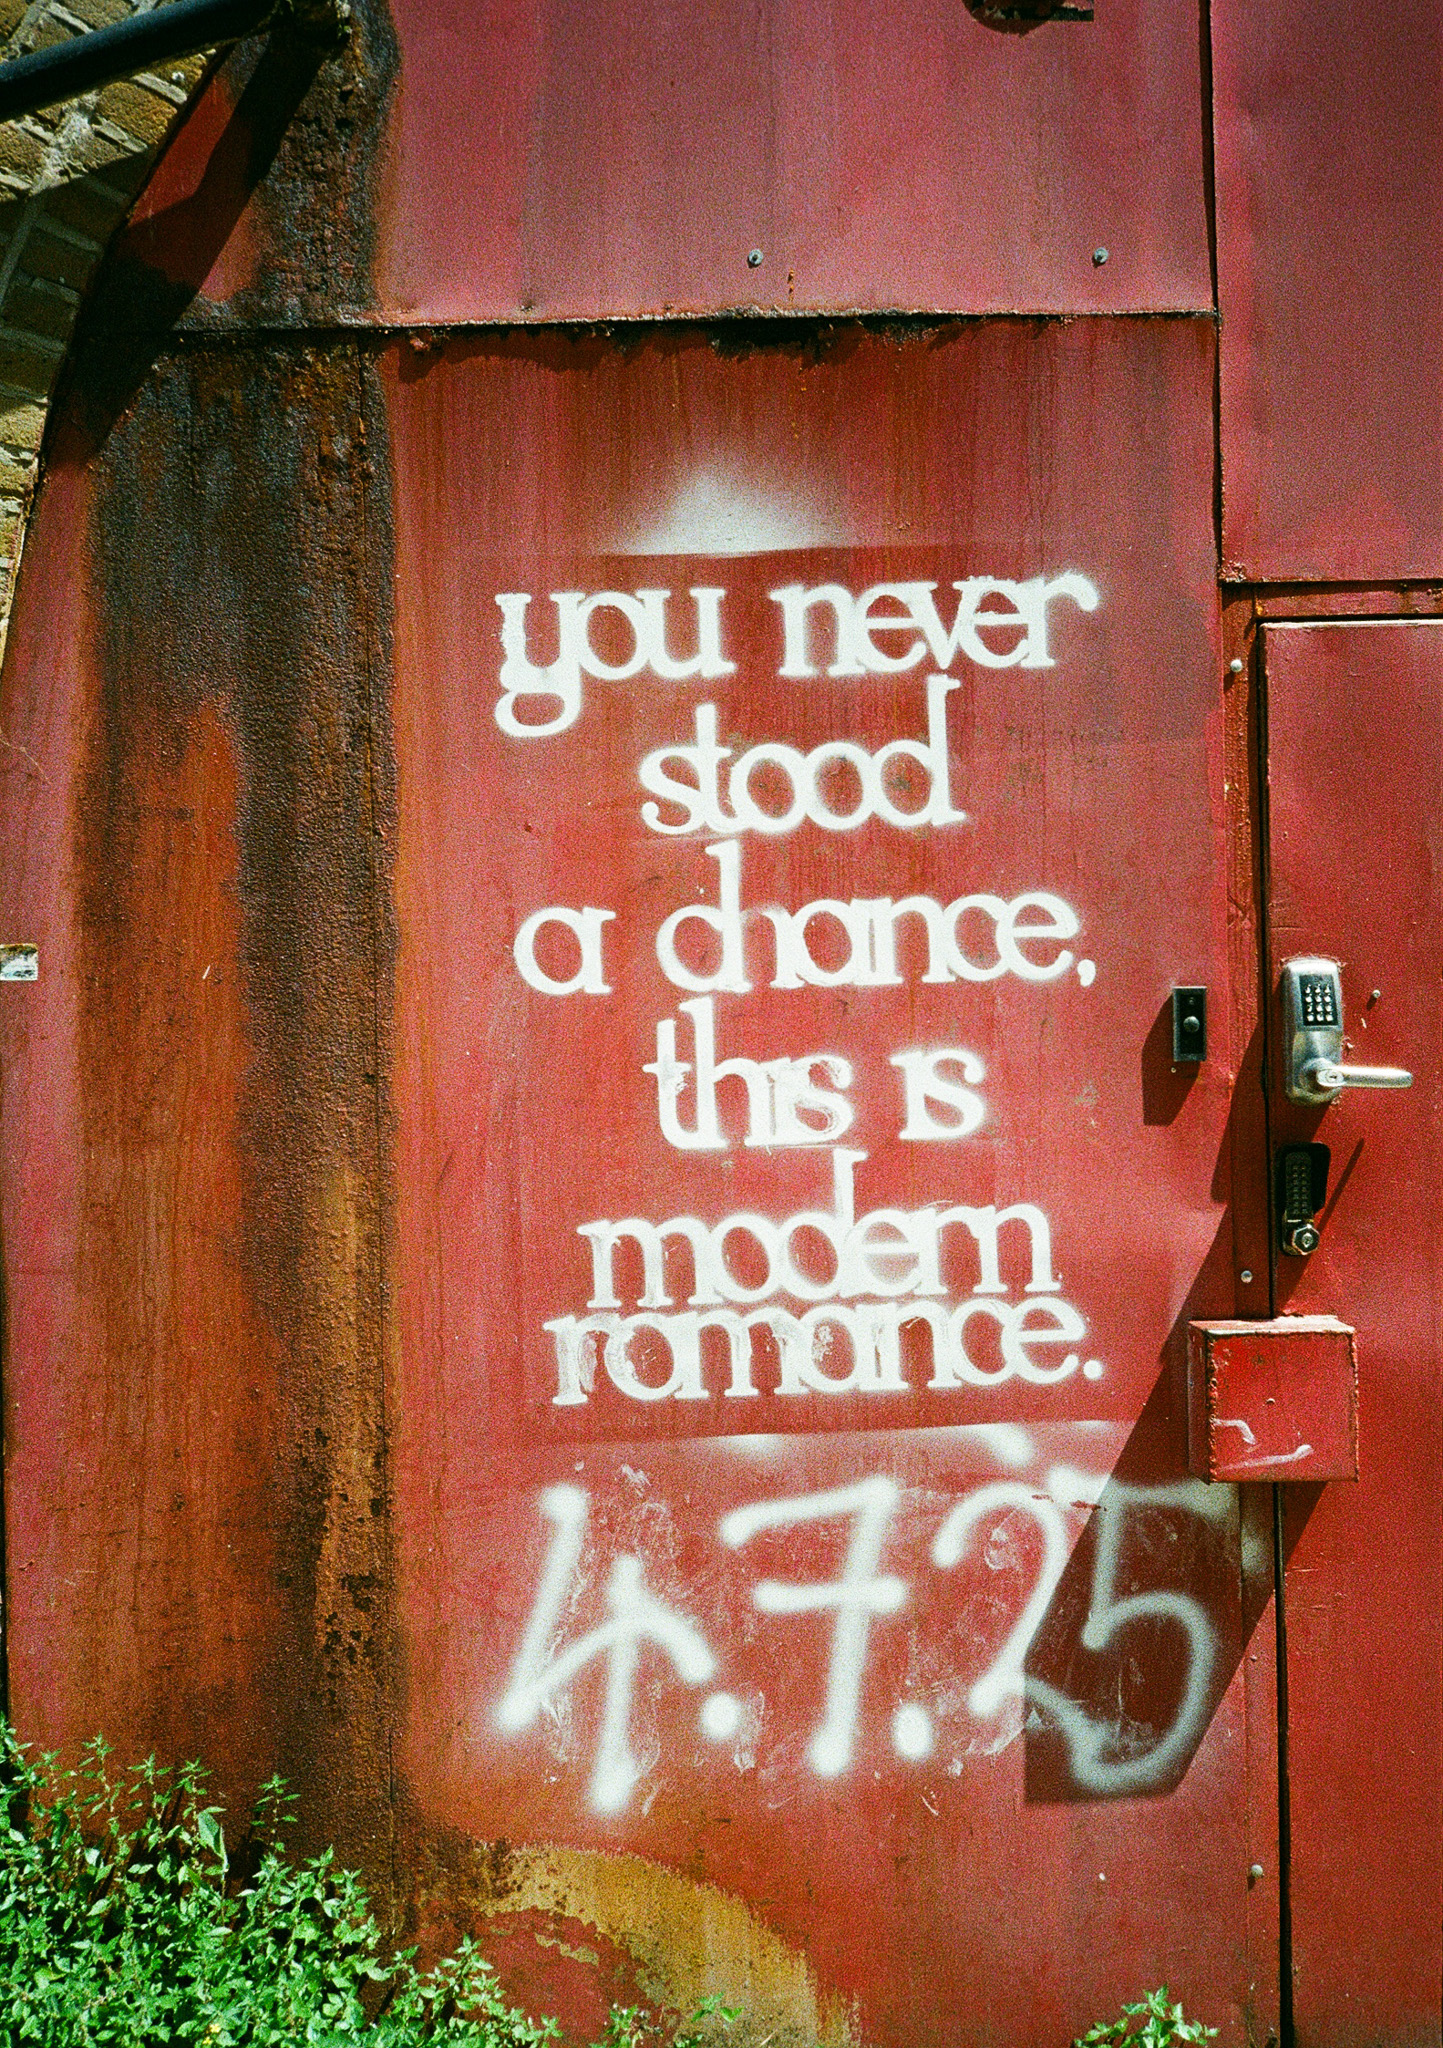 you never
stood
a chance,
this is
modern
romance.
4.7.25